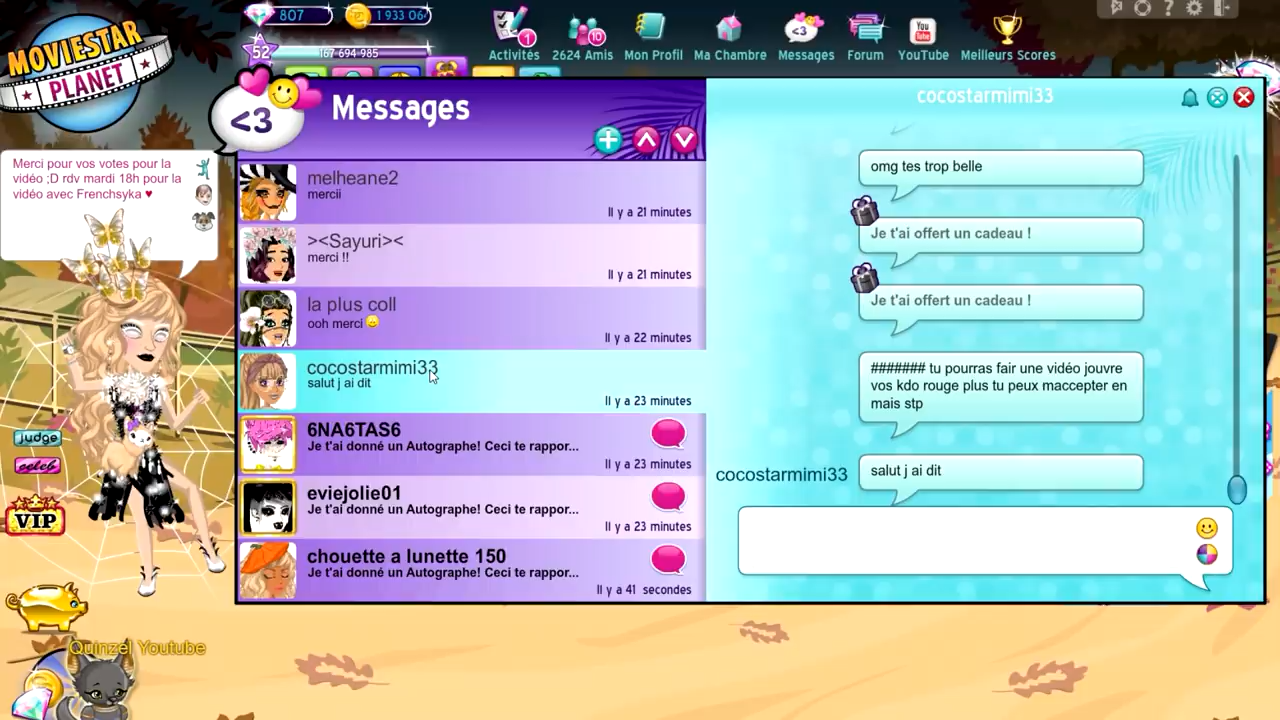 807
1 933 06
52
167 694 985
1
10
Activités
2624 Amis
Mon Profil
<3
Ma Chambre
Messages
Forum
You
Tube
YouTube
Meilleurs Scores
MOVIESTAR
PLANET
<3
Messages
cocostarmimi33
Merci pour vos votes pour la
vidéo ;D rdv mardi 18h pour la
vidéo avec Frenchsyka ♥
melheane2
mercii
Il y a 21 minutes
><Sayuri><
merci !!
Il y a 21 minutes
la plus coll
ooh merci 🙂
Il y a 22 minutes
cocostarmimi33
salut j ai dit
Il y a 23 minutes
6NA6TAS6
Je t'ai donné un Autographe! Ceci te rappor...
Il y a 23 minutes
eviejolie01
Je t'ai donné un Autographe! Ceci te rappor...
Il y a 23 minutes
chouette a lunette 150
Je t'ai donné un Autographe! Ceci te rappor...
Il y a 41 secondes
omg tes trop belle
Je t'ai offert un cadeau !
Je t'ai offert un cadeau !
####### tu pourras fair une vidéo jouvre
vos kdo rouge plus tu peux maccepter en
mais stp
cocostarmimi33
salut j ai dit
judge
celeb
VIP
Quinzel Youtube